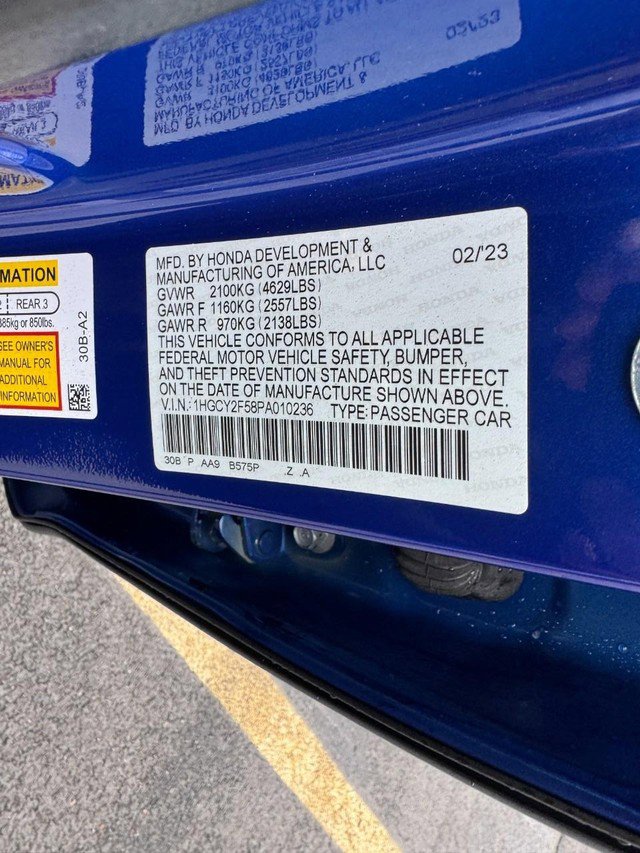 MFD. BY HONDA DEVELOPMENT &
MANUFACTURING OF AMERICA, LLC
02/'23
GVWR 2100KG (4629LBS)
GAWR F 1160KG (2557LBS)
GAWR R 970KG (2138LBS)
THIS VEHICLE CONFORMS TO ALL APPLICABLE
FEDERAL MOTOR VEHICLE SAFETY, BUMPER,
AND THEFT PREVENTION STANDARDS IN EFFECT
ON THE DATE OF MANUFACTURE SHOWN ABOVE.
V.I.N.: 1HGCY2F58PA010236 TYPE: PASSENGER CAR
30B P AA9 B575P .Z .A
REAR 3
385kg or 850lbs.
SEE OWNER'S
MANUAL FOR
ADDITIONAL
INFORMATION
30B-A2